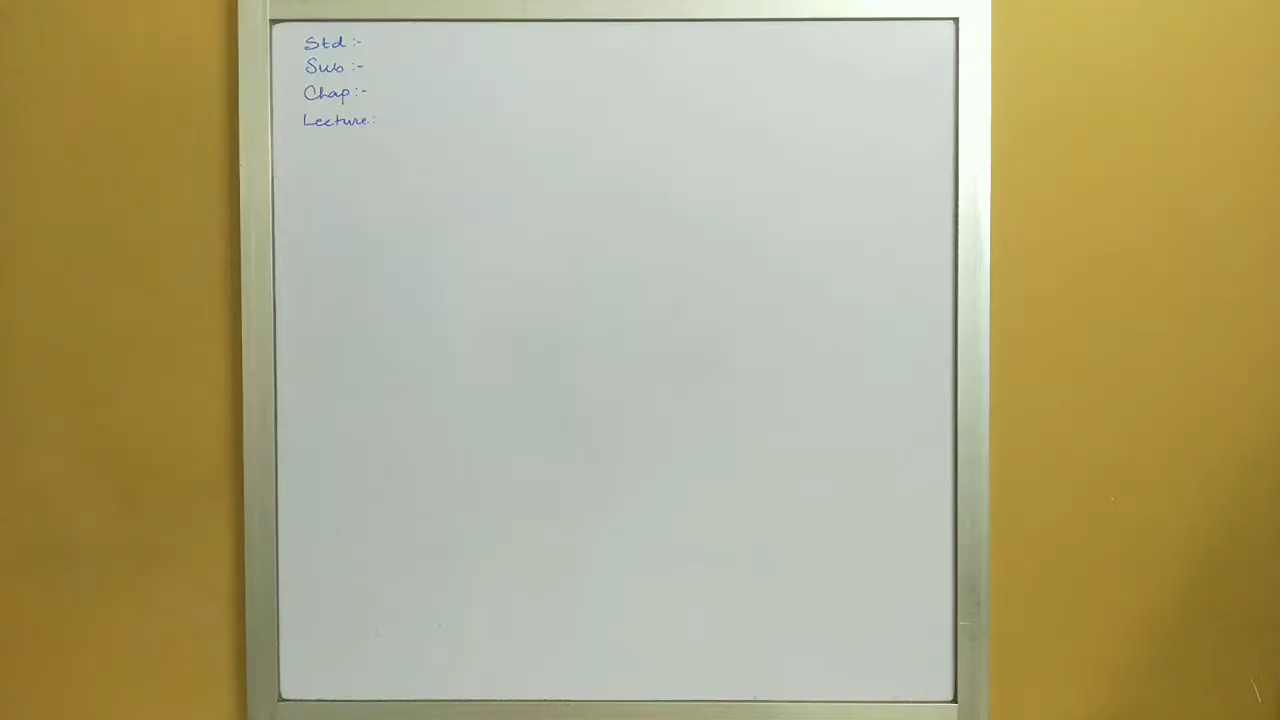 Std :-
Sub :-
Chap :-
Lecture :